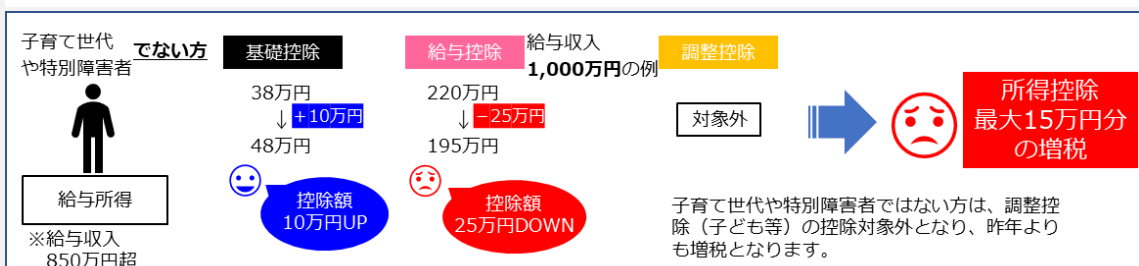 子育て世代
や特別障害者
でない方
給与所得
※給与収入
850万円超
基礎控除
38万円
↓ +10万円
48万円
控除額
10万円UP
給与控除
給与収入
1,000万円の例
220万円
↓ −25万円
195万円
控除額
25万円DOWN
調整控除
対象外
所得控除
最大15万円分
の増税
子育て世代や特別障害者ではない方は、調整控
除（子ども等）の控除対象外となり、昨年より
も増税となります。